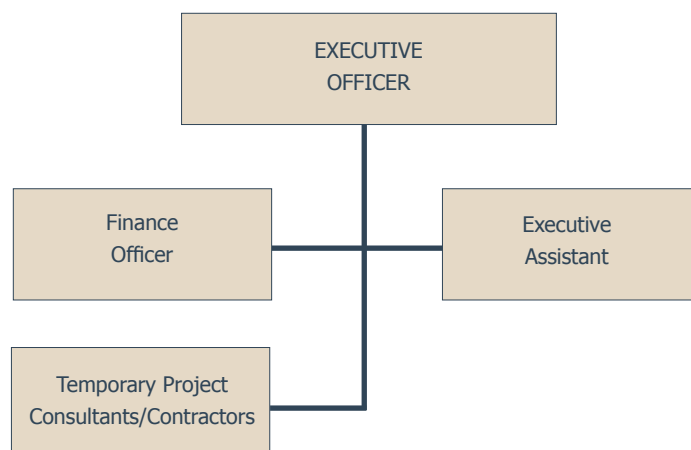 EXECUTIVE
OFFICER
Finance
Officer
Executive
Assistant
Temporary Project
Consultants/Contractors